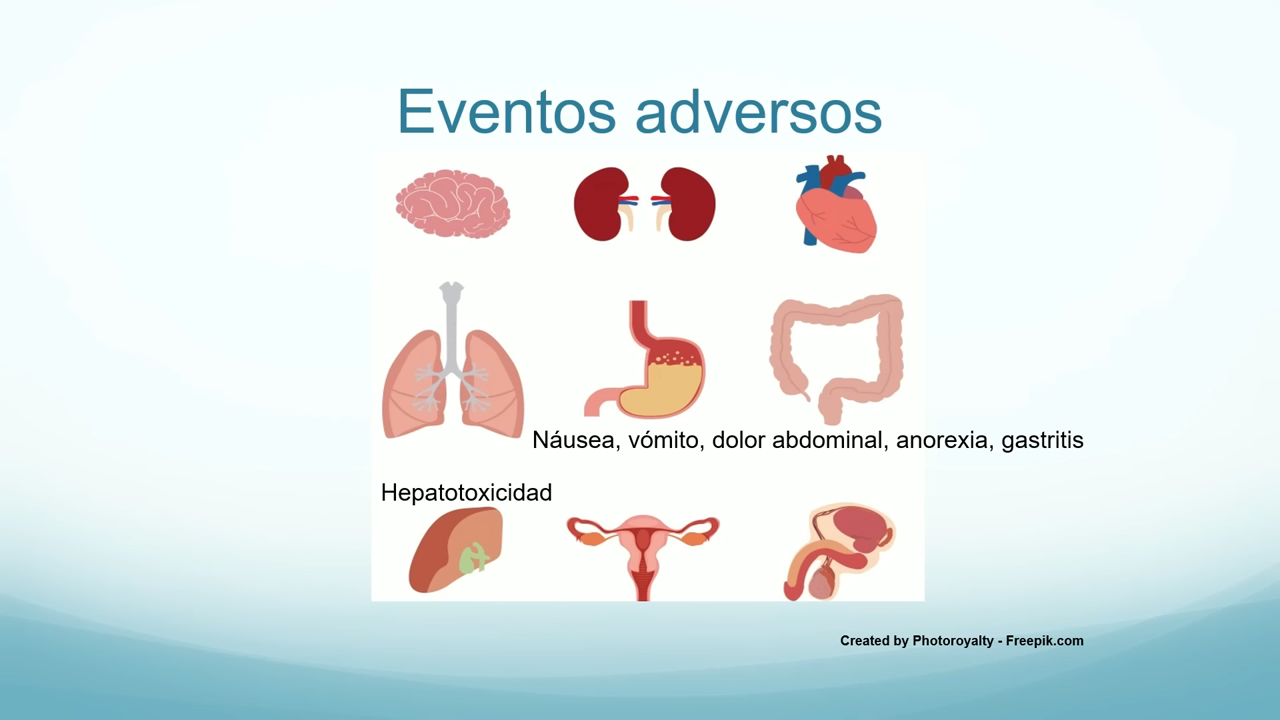 Eventos adversos
Náusea, vómito, dolor abdominal, anorexia, gastritis
Hepatotoxicidad
Created by Photoroyalty - Freepik.com